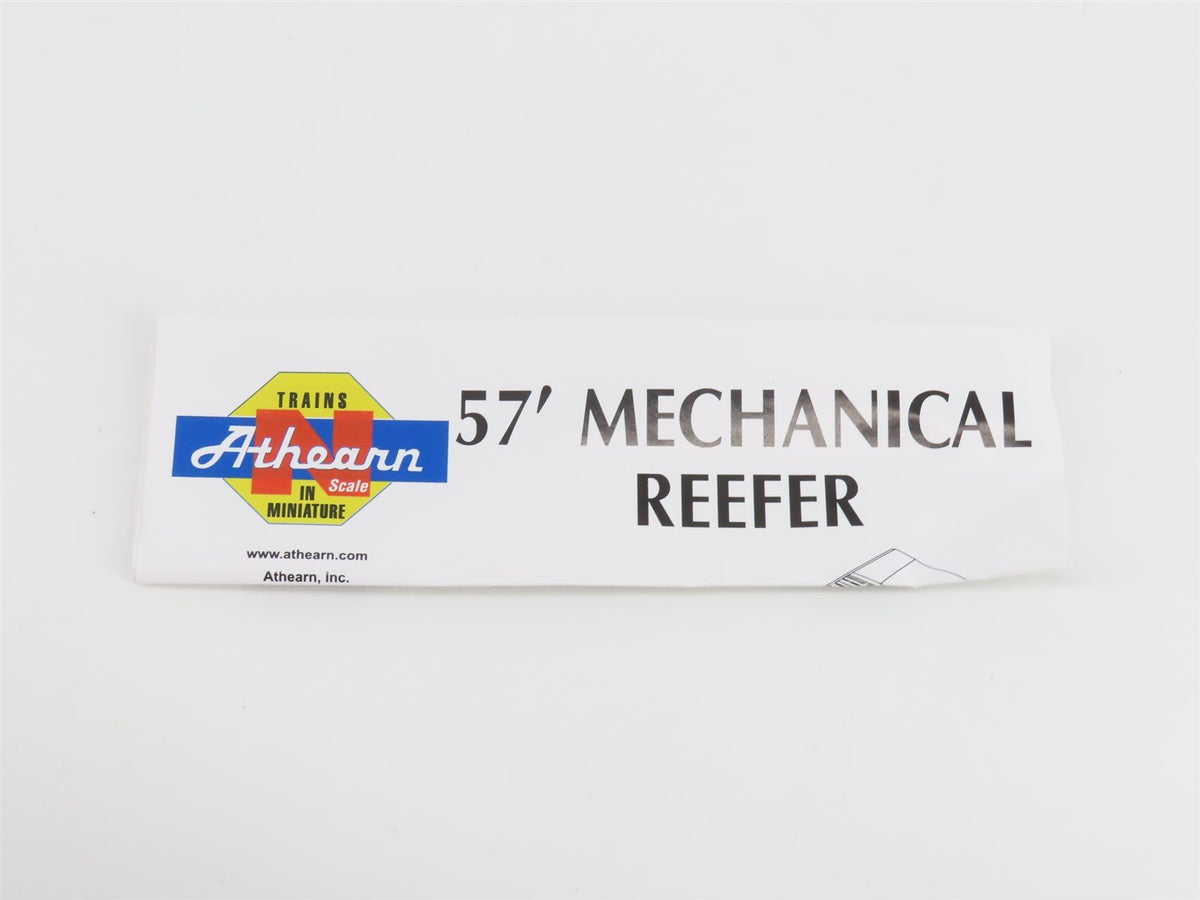 TRAINS
Athearn
N
Scale
IN
MINIATURE
www.athearn.com
Athearn, inc.
57' MECHANICAL
REEFER